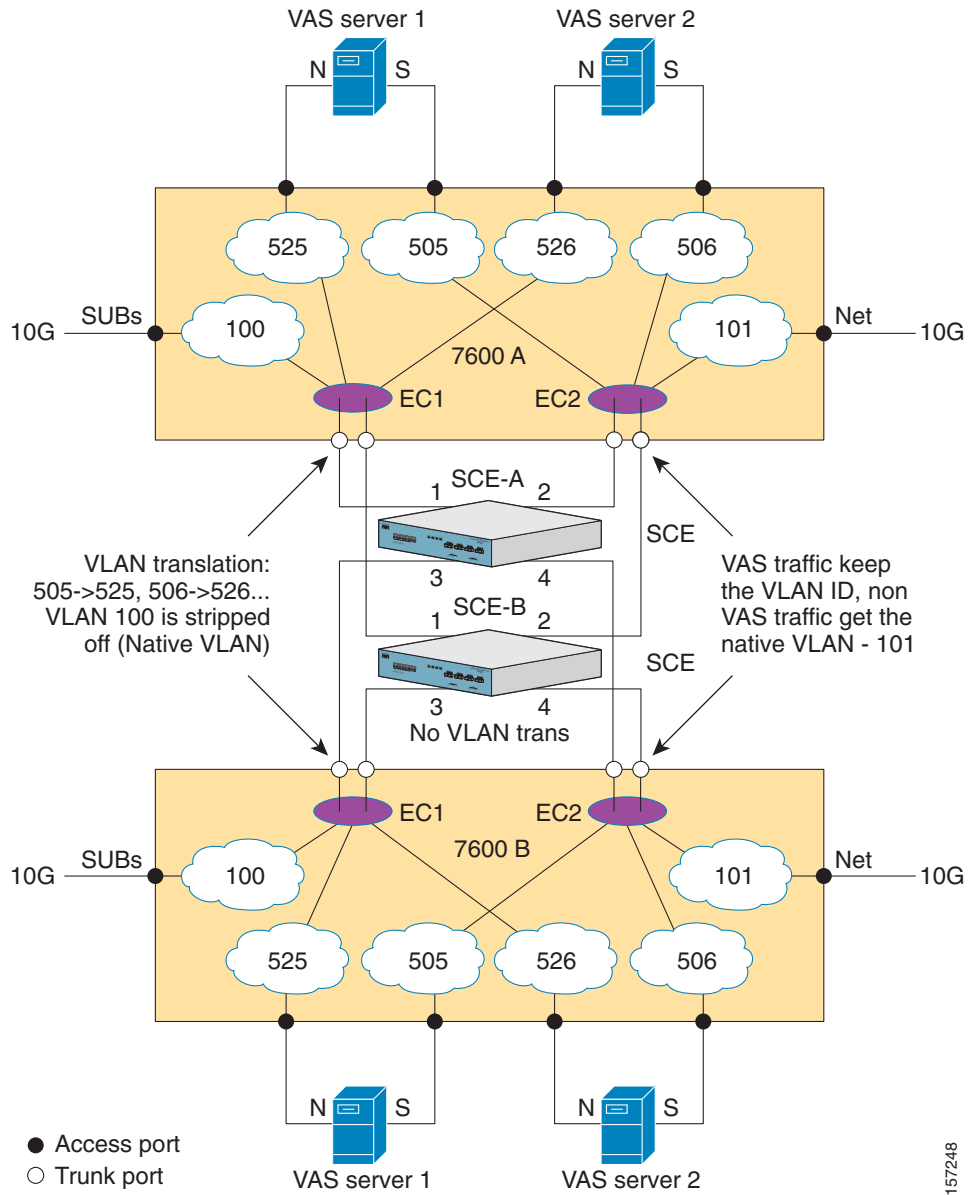 VAS server 1
VAS server 2
N
S
N
S
525
505
526
506
10G
SUBs
100
101
Net
10G
7600 A
EC1
EC2
SCE-A
1
2
SCE
3
4
VLAN translation:
505->525, 506->526...
VLAN 100 is stripped
off (Native VLAN)
VAS traffic keep
the VLAN ID, non
VAS traffic get the
native VLAN - 101
SCE-B
1
2
SCE
3
4
No VLAN trans
EC1
EC2
7600 B
10G
SUBs
100
101
Net
10G
525
505
526
506
N
S
N
S
VAS server 1
VAS server 2
Access port
Trunk port
157248